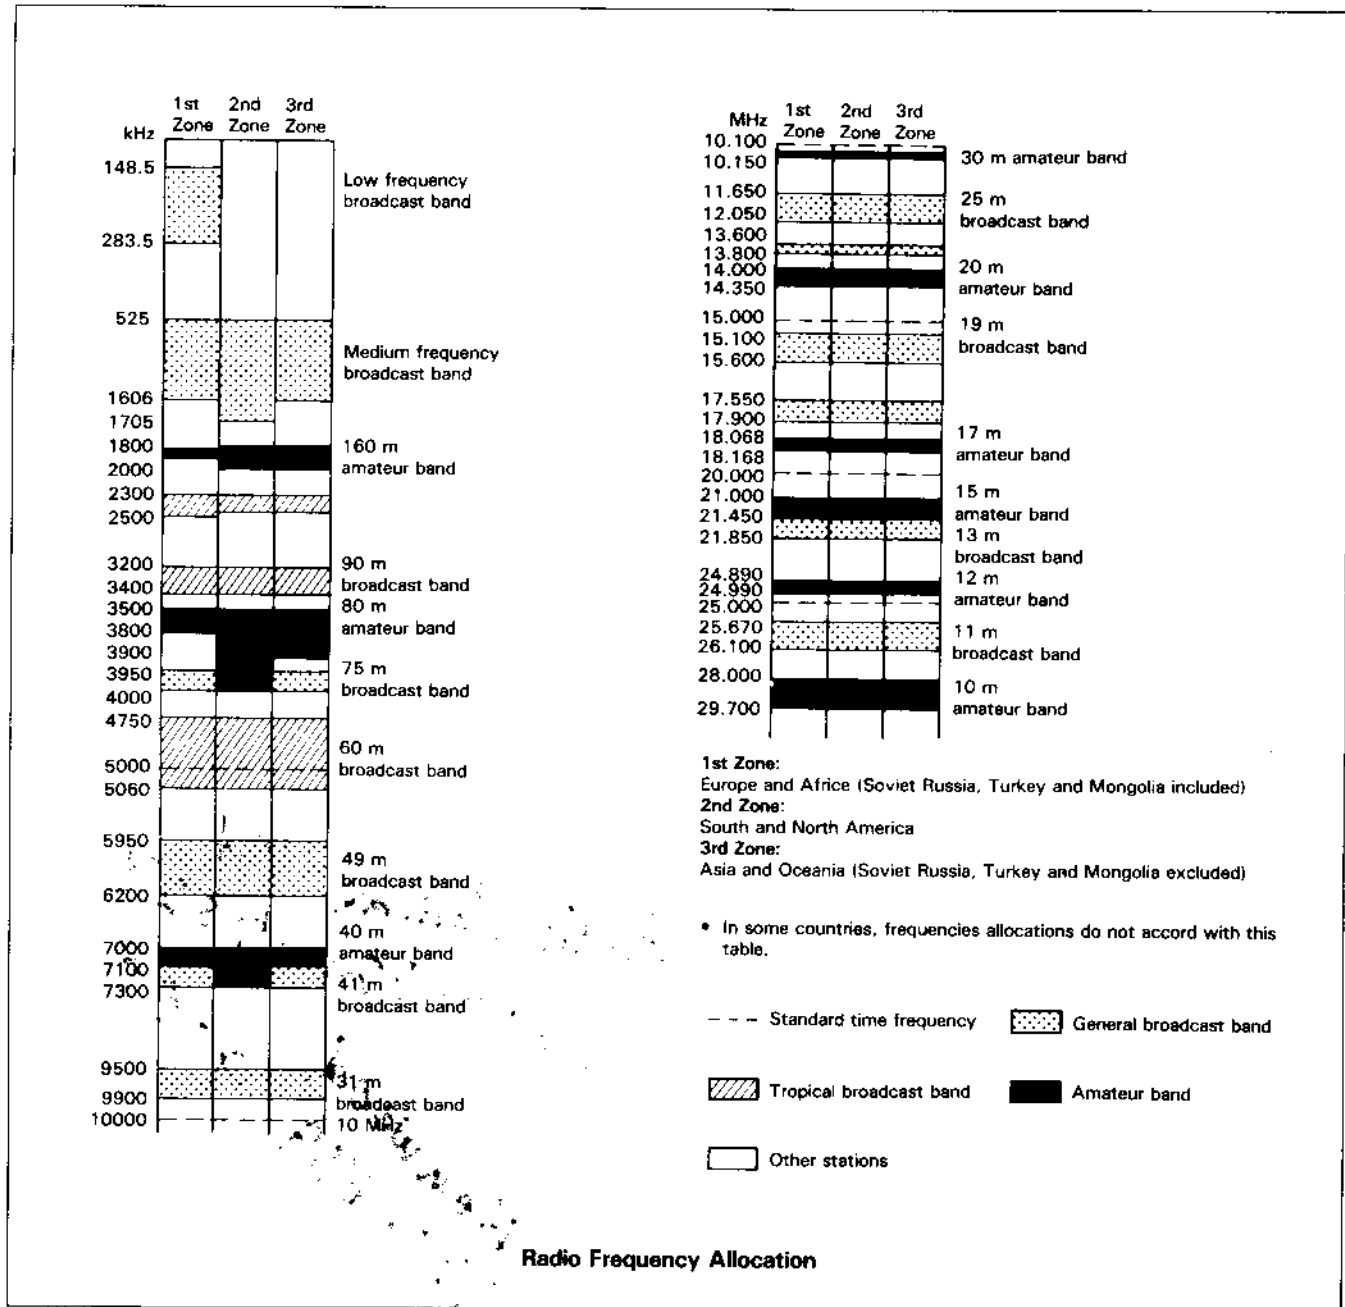 1st 2nd 3rd
kHz Zone Zone Zone
148.5
Low frequency
broadcast band
283.5
525
Medium frequency
broadcast band
1606
1705
1800
160 m
amateur band
2000
2300
2500
3200
90 m
broadcast band
3400
3500
80 m
amateur band
3800
3900
3950
75 m
broadcast band
4000
4750
60 m
broadcast band
5000
5060
5950
49 m
broadcast band
6200
40 m
7000
amateur band
7100
41 m
7300
broadcast band
9500
31 m
9900
broadcast band
10000
10 MHz
1st 2nd 3rd
MHz Zone Zone Zone
10.100
10.150
30 m amateur band
11.650
25 m
12.050
broadcast band
13.600
13.800
14.000
20 m
14.350
amateur band
15.000
19 m
15.100
broadcast band
15.600
17.550
17.900
18.068
17 m
18.168
amateur band
20.000
21.000
15 m
21.450
amateur band
21.850
13 m
broadcast band
24.890
12 m
24.990
amateur band
25.000
25.670
11 m
26.100
broadcast band
28.000
10 m
29.700
amateur band
1st Zone:
Europe and Africe (Soviet Russia, Turkey and Mongolia included)
2nd Zone:
South and North America
3rd Zone:
Asia and Oceania (Soviet Russia, Turkey and Mongolia excluded)
• In some countries, frequencies allocations do not accord with this
table.
Standard time frequency General broadcast band
Tropical broadcast band Amateur band
Other stations
Radio Frequency Allocation